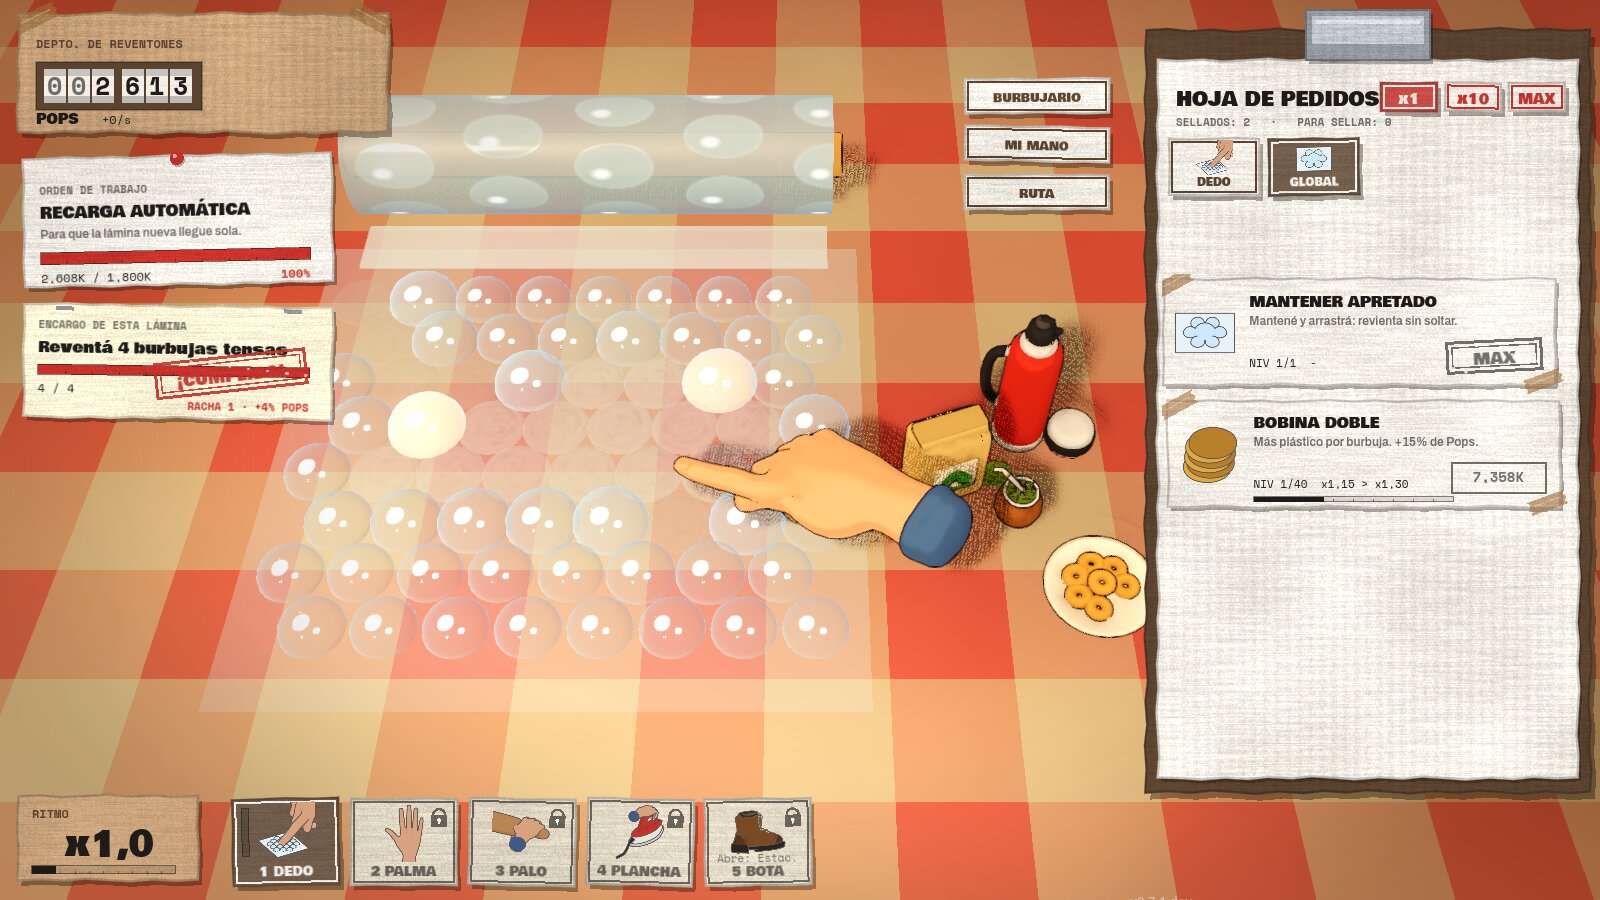 DEPTO. DE REVENTONES
002613
POPS +0/s
ORDEN DE TRABAJO
RECARGA AUTOMÁTICA
Para que la lámina nueva llegue sola.
2,608K / 1,800K 100%
ENCARGO DE ESTA LÁMINA
Reventá 4 burbujas tensas
4 / 4
RACHA 1 · +4% POPS
BURBUJARIO
MI MANO
RUTA
HOJA DE PEDIDOS
x1
x10
MAX
SELLADOS: 2 · PARA SELLAR: 0
DEDO
GLOBAL
MANTENER APRETADO
Mantené y arrastrá: revienta sin soltar.
NIV 1/1 -
MAX
BOBINA DOBLE
Más plástico por burbuja. +15% de Pops.
NIV 1/40 x1,15 > x1,30
7,358K
RITMO
x1,0
1 DEDO
2 PALMA
3 PALO
4 PLANCHA
Abre: Estac.
5 BOTA